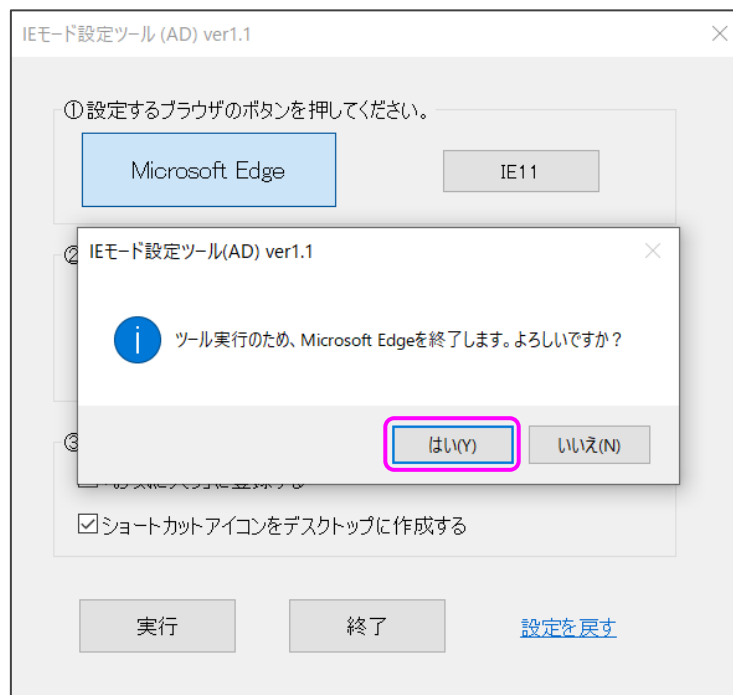 IEモード設定ツール (AD) ver1.1
①設定するブラウザのボタンを押してください。
Microsoft Edge
IE11
②
IEモード設定ツール(AD) ver1.1
ツール実行のため、Microsoft Edgeを終了します。よろしいですか？
はい(Y)
いいえ(N)
③
ショートカットアイコンをデスクトップに作成する
実行
終了
設定を戻す